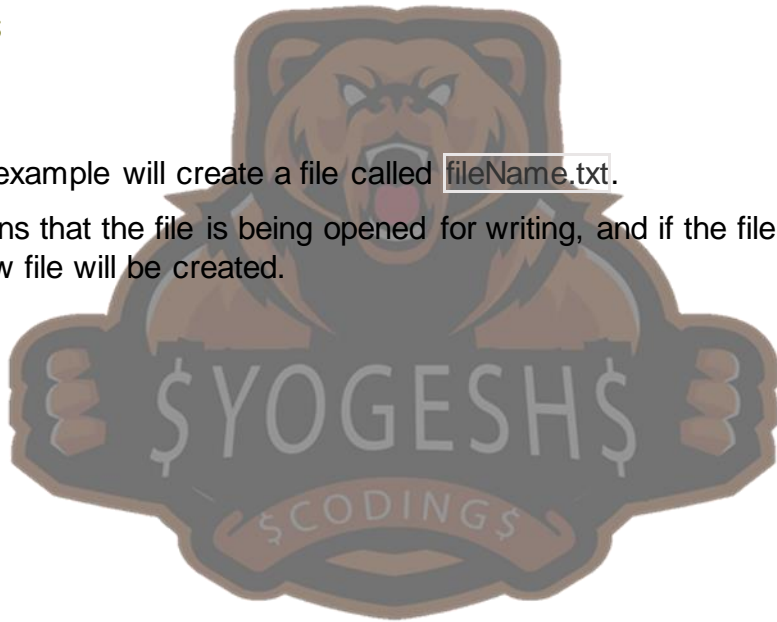 example will create a file called fileName.txt.
ns that the file is being opened for writing, and if the file
w file will be created.
$YOGESH$
$CODING$